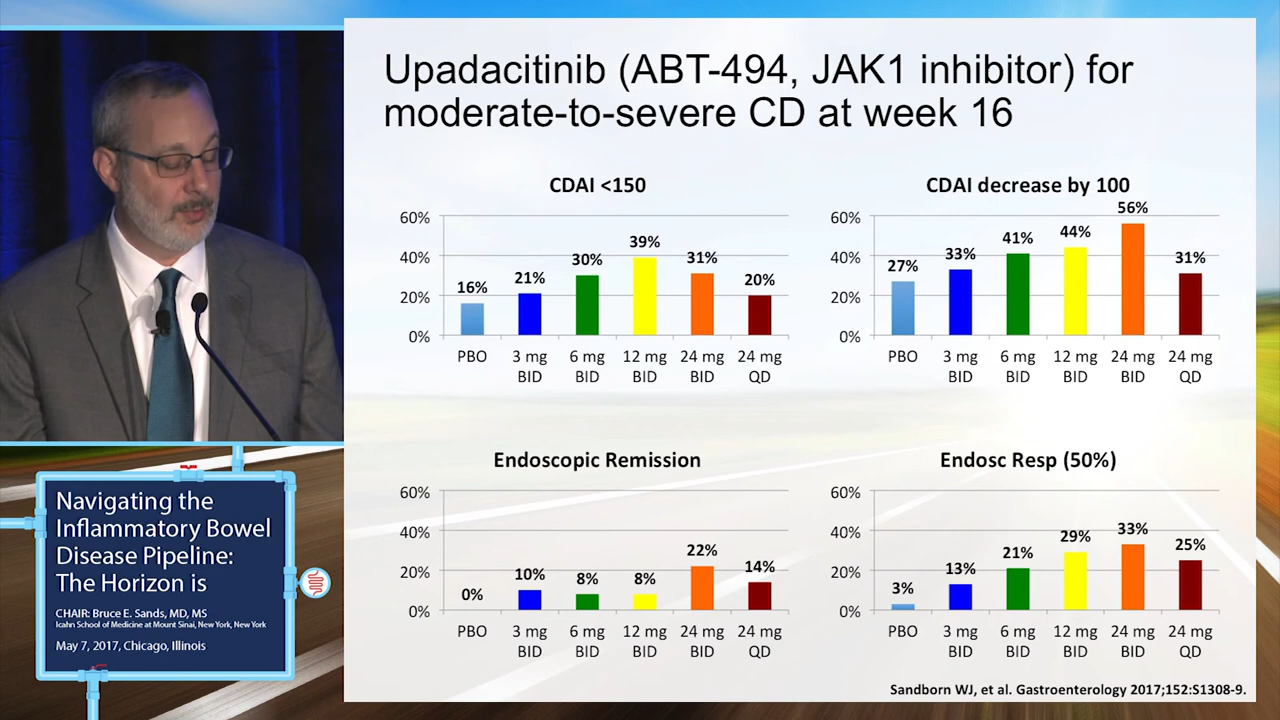 Upadacitinib (ABT-494, JAK1 inhibitor) for
moderate-to-severe CD at week 16
CDAI <150
60%
40%
20%
0%
16%
21%
30%
39%
31%
20%
PBO
3 mg BID
6 mg BID
12 mg BID
24 mg BID
24 mg QD
CDAI decrease by 100
60%
40%
20%
0%
27%
33%
41%
44%
56%
31%
PBO
3 mg BID
6 mg BID
12 mg BID
24 mg BID
24 mg QD
Endoscopic Remission
60%
40%
20%
0%
0%
10%
8%
8%
22%
14%
PBO
3 mg BID
6 mg BID
12 mg BID
24 mg BID
24 mg QD
Endosc Resp (50%)
60%
40%
20%
0%
3%
13%
21%
29%
33%
25%
PBO
3 mg BID
6 mg BID
12 mg BID
24 mg BID
24 mg QD
Sandborn WJ, et al. Gastroenterology 2017;152:S1308-9.
Navigating the
Inflammatory Bowel
Disease Pipeline:
The Horizon is
CHAIR: Bruce E. Sands, MD, MS
Icahn School of Medicine at Mount Sinai, New York, New York
May 7, 2017, Chicago, Illinois